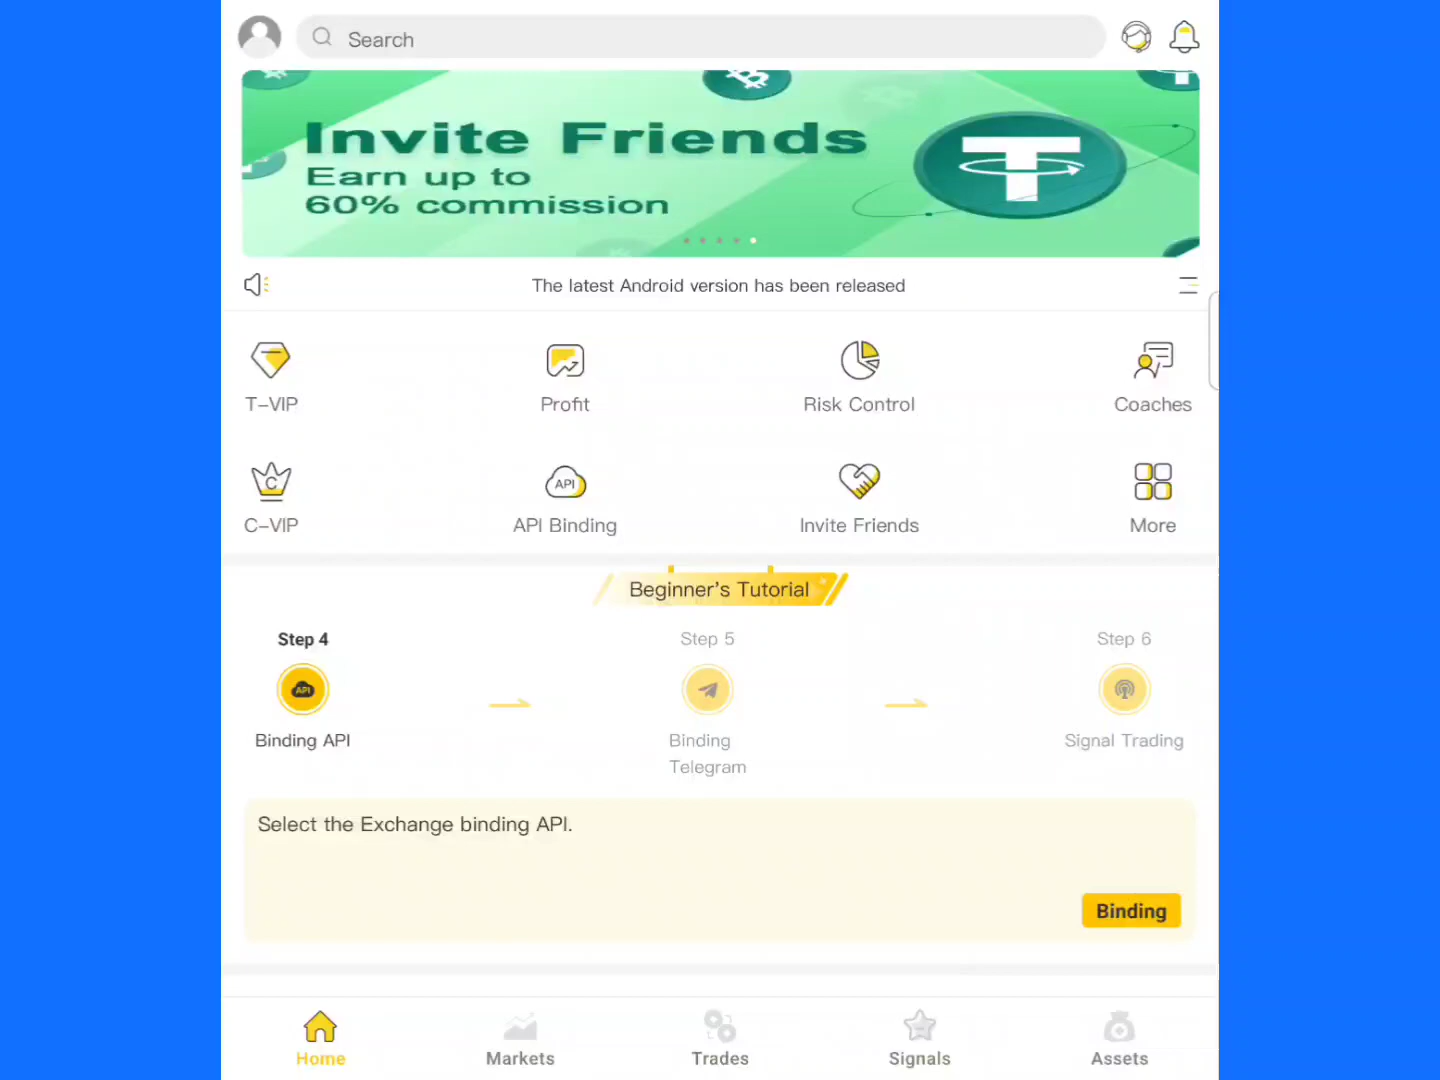 Search
Invite Friends
Earn up to
60% commission
The latest Android version has been released
T-VIP
Profit
Risk Control
Coaches
C
API
C-VIP
API Binding
Invite Friends
More
Beginner's Tutorial
Step 4
Step 5
Step 6
API
Binding API
Binding
Telegram
Signal Trading
Select the Exchange binding API.
Binding
Home
Markets
Trades
Signals
Assets